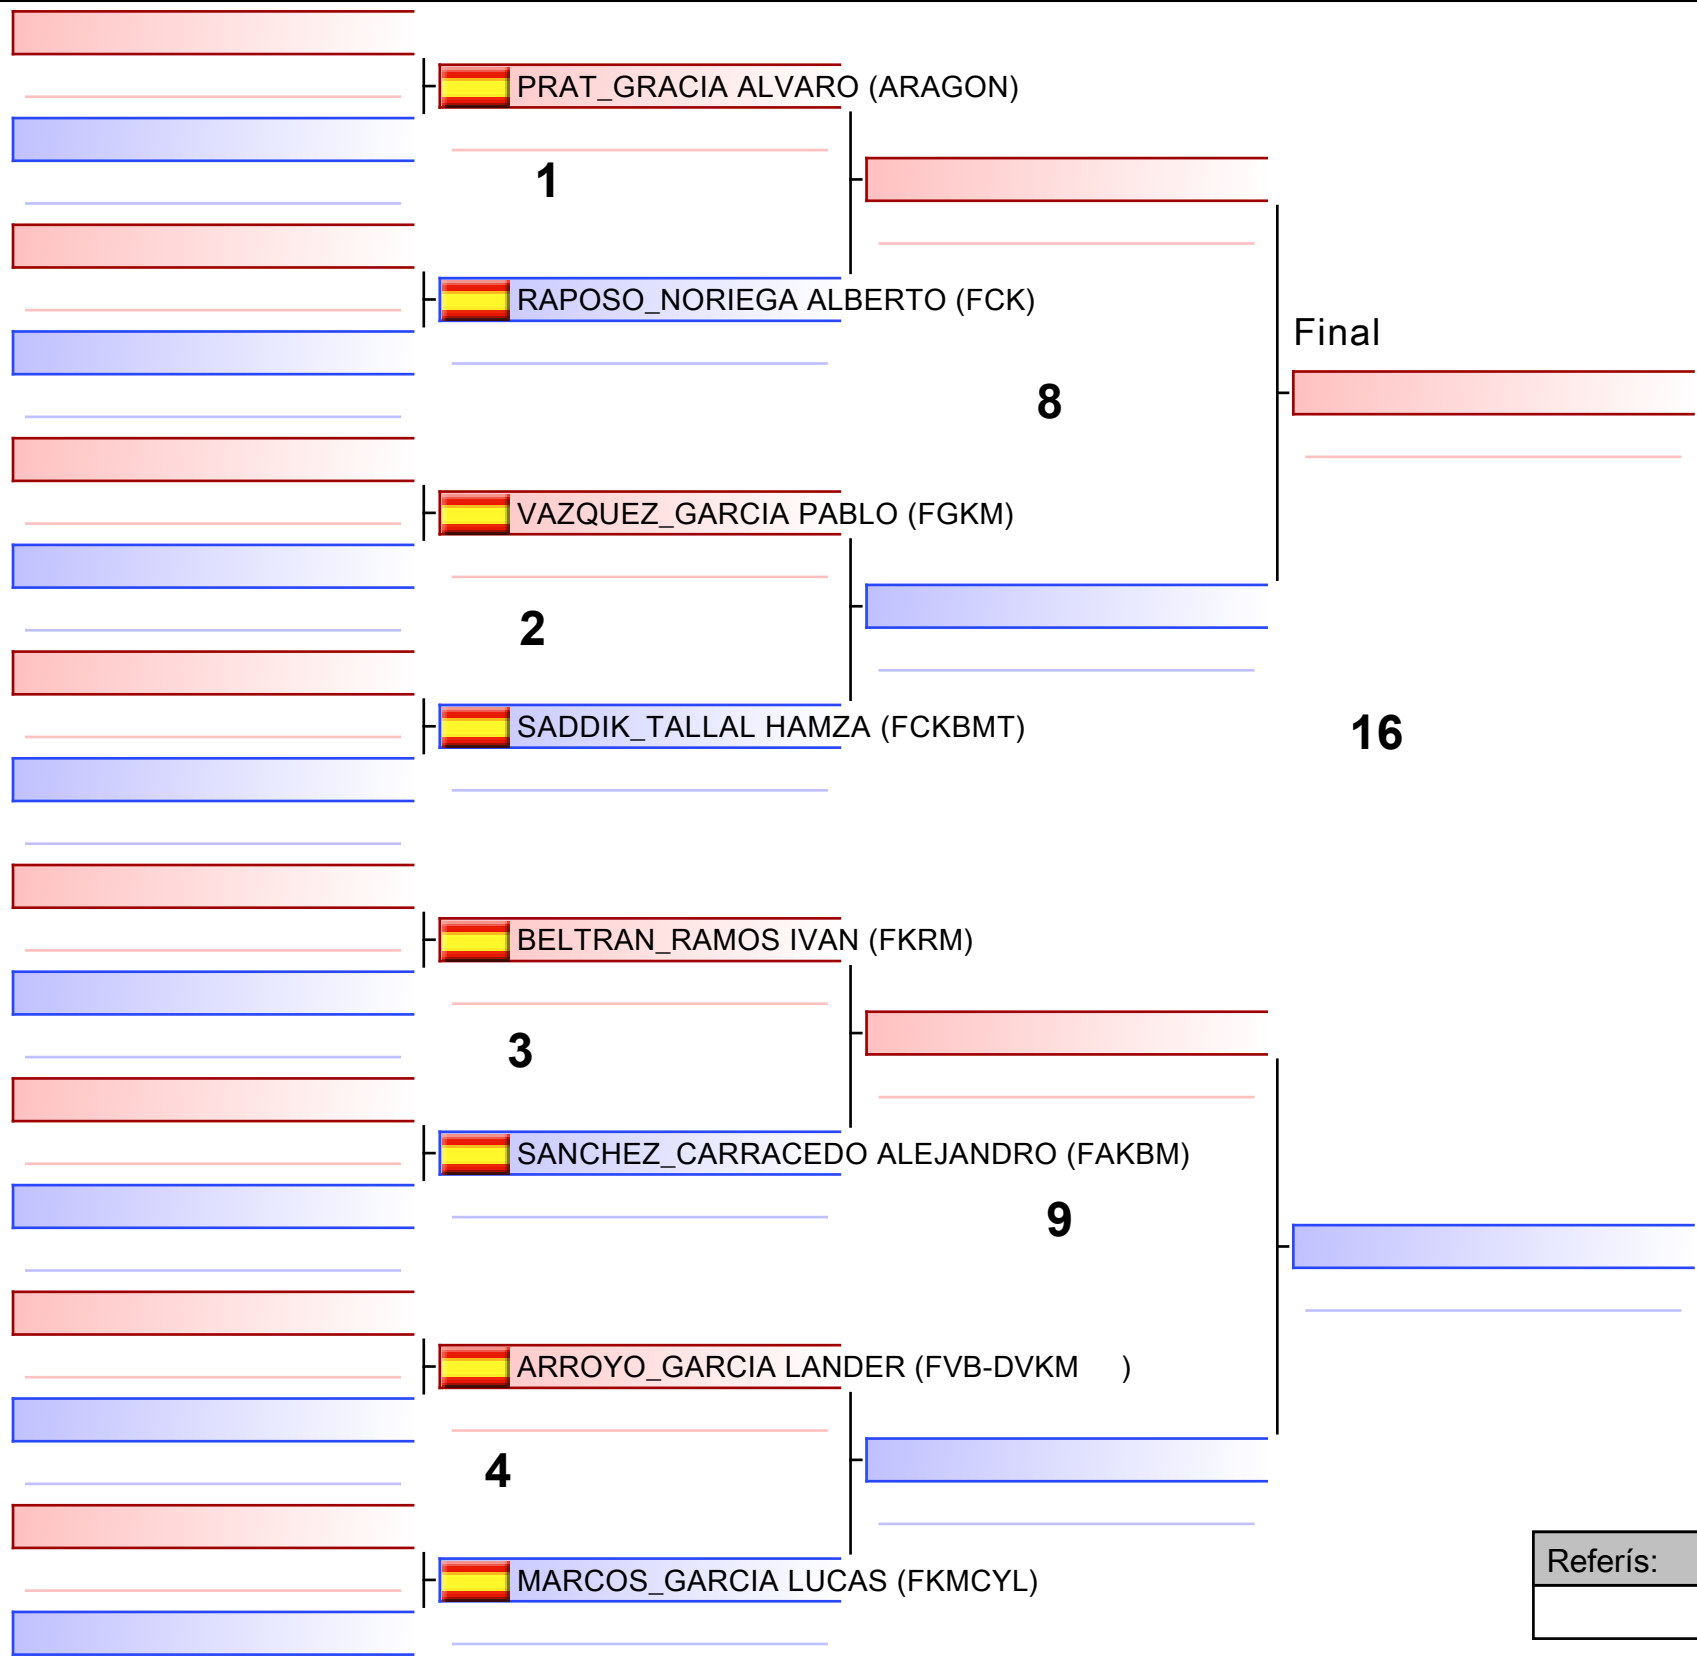 PRAT_GRACIA ALVARO (ARAGON)
1
RAPOSO_NORIEGA ALBERTO (FCK)
Final
8
VAZQUEZ_GARCIA PABLO (FGKM)
2
SADDIK_TALLAL HAMZA (FCKBMT)
16
BELTRAN_RAMOS IVAN (FKRM)
3
SANCHEZ_CARRACEDO ALEJANDRO (FAKBM)
9
ARROYO_GARCIA LANDER (FVB-DVKM )
4
Referís:
MARCOS_GARCIA LUCAS (FKMCYL)